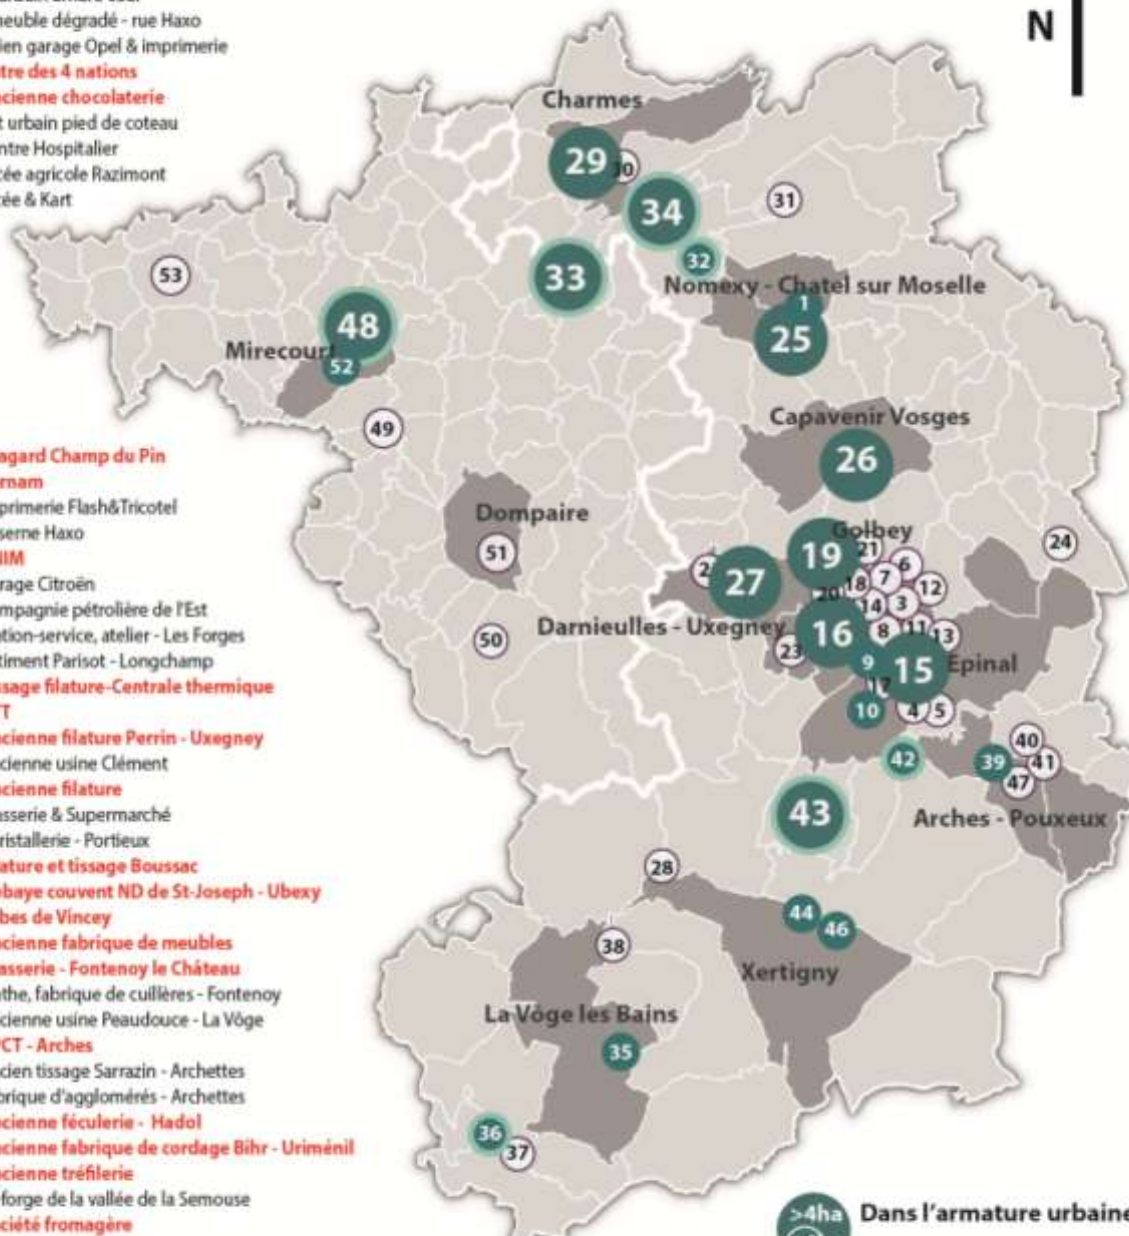 meuble dégradé - rue Haxo
ien garage Opel & imprimerie
tre des 4 nations
cienne chocolaterie
t urbain pied de coteau
ntre Hospitalier
cée agricole Razimont
cée & Kart
agard Champ du Pin
rnam
primerie Flash&Tricotel
serne Haxo
NIM
rage Citroën
mpagnie pétrolière de l'Est
tion-service, atelier - Les Forges
timent Parisot - Longchamp
ssage filature-Centrale thermique
T
cienne filature Perrin - Uxegney
cienne usine Clément
cienne filature
asserie & Supermarché
ristallerie - Portieux
ature et tissage Boussac
bbaye couvent ND de St-Joseph - Ubexy
bes de Vincey
cienne fabrique de meubles
asserie - Fontenoy le Château
the, fabrique de cuillères - Fontenoy
cienne usine Peaudouce - La Vôge
PCT - Arches
cien tissage Sarrazin - Archettes
brique d'agglomérés - Archettes
cienne féculerie - Hadol
cienne fabrique de cordage Bihr - Uriménil
cienne tréfilerie
forge de la vallée de la Semouse
ciété fromagère
N
Charmes
29
30
34
31
32
33
53
Nomexy - Chatel sur Moselle
1
25
48
Mirecourt
52
49
Capavenir Vosges
26
Dompaire
51
Golbey
19
21
24
27
6
18
7
12
20
14
3
Darnieulles - Uxegney
16
8
11
13
50
23
9
15
Epinal
17
10
4
5
42
39
40
41
47
43
Arches - Pouxeux
28
44
46
38
Xertigny
La Vôge les Bains
35
36
37
>4ha
Dans l'armature urbaine